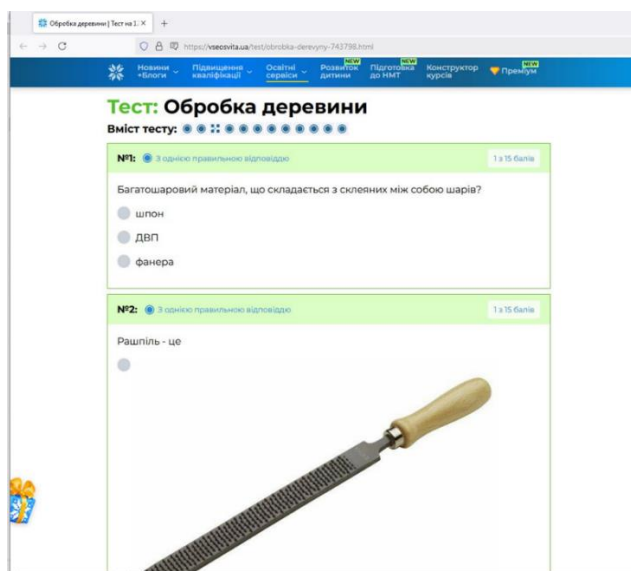 Обробка деревини | Тест на 1
https://vseosvita.ua/test/obrobka-derevyny-743798.html
Новини +Блоги
Підвищення кваліфікації
Освітні сервіси
NEW
Розвиток дитини
NEW
Підготовка до НМТ
Конструктор курсів
NEW
Преміум
Тест: Обробка деревини
Вміст тесту:
№1: З однією правильною відповіддю 1 з 15 балів
Багатошаровий матеріал, що складається з склеяних між собою шарів?
шпон
ДВП
фанера
№2: З однією правильною відповіддю 1 з 15 балів
Рашпіль - це